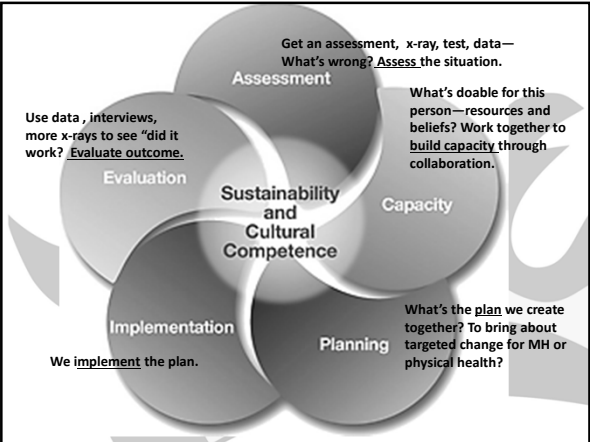 Get an assessment, x-ray, test, data—
What's wrong? Assess the situation.
Assessment
What's doable for this
person—resources and
beliefs? Work together to
build capacity through
collaboration.
Capacity
What's the plan we create
together? To bring about
targeted change for MH or
physical health?
Planning
Implementation
We implement the plan.
Use data , interviews,
more x-rays to see “did it
work? Evaluate outcome.
Evaluation
Sustainability
and
Cultural
Competence